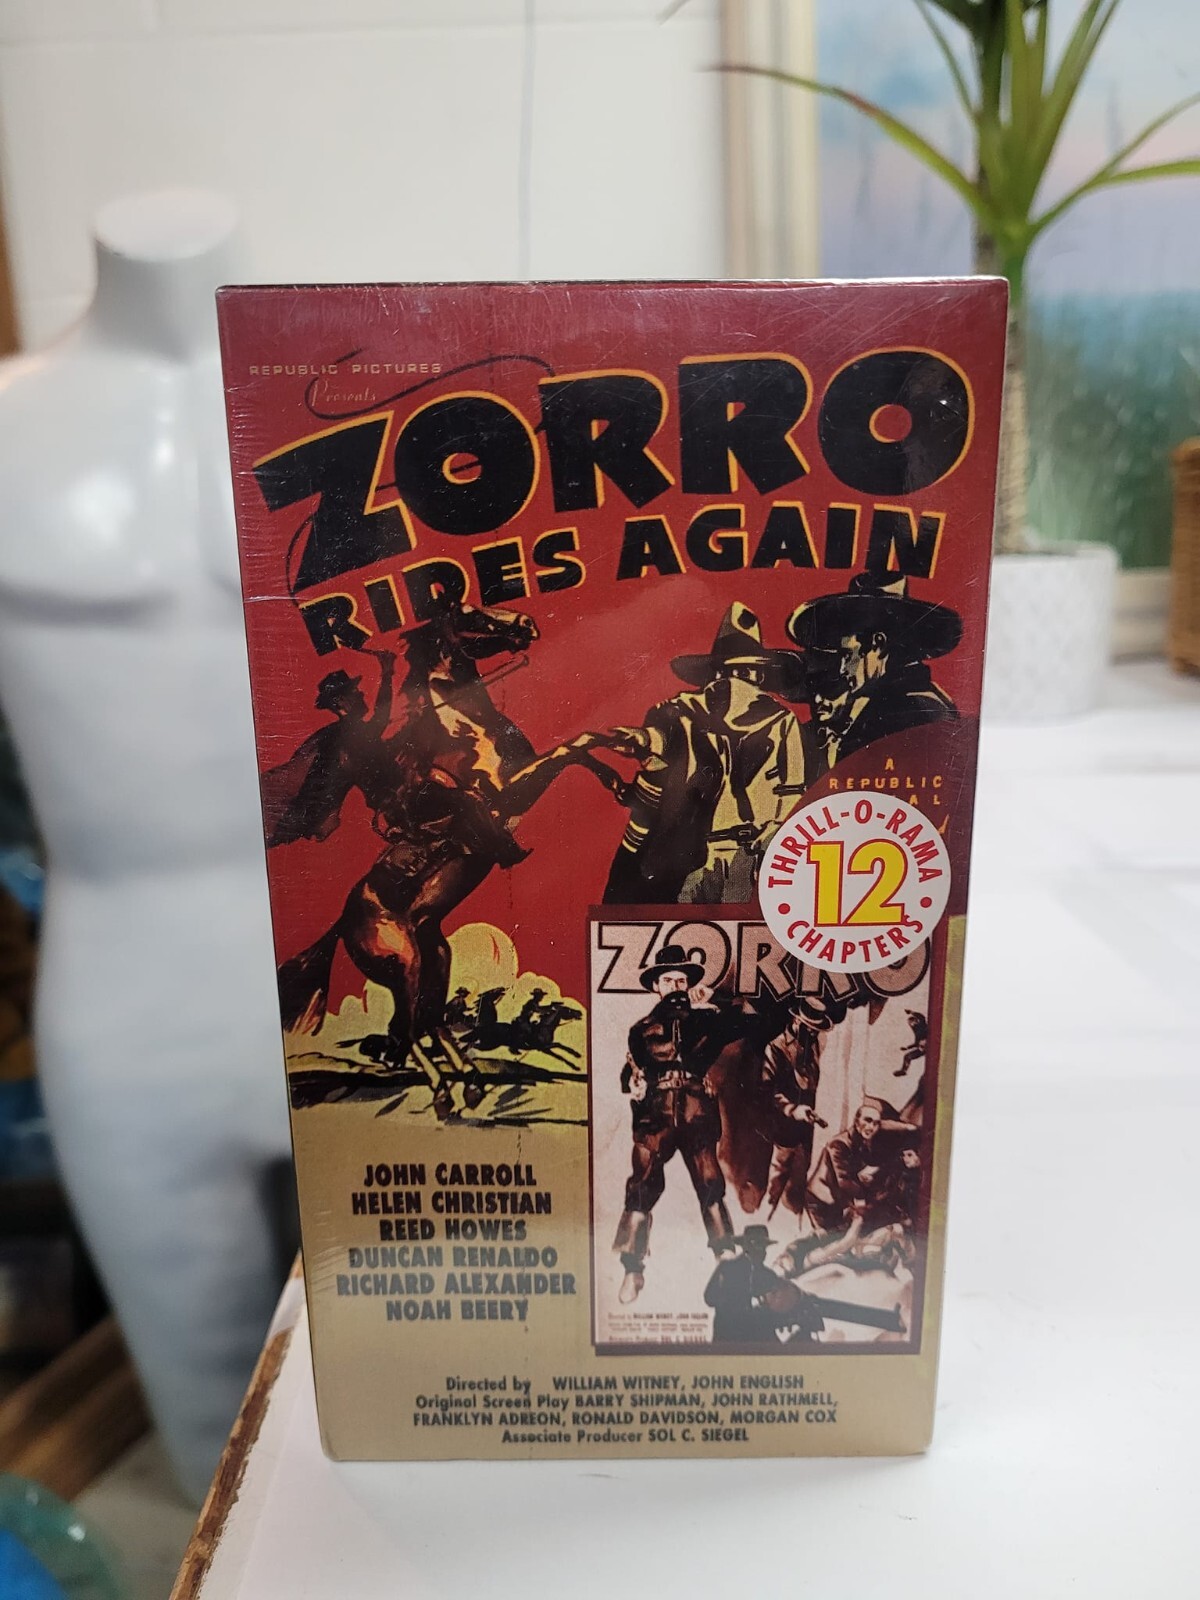 REPUBLIC PICTURES
Presents
ZORRO
RIDES AGAIN
A
REPUBLIC
THRILL-O-RAMA
12
CHAPTERS
ZORRO
JOHN CARROLL
HELEN CHRISTIAN
REED HOWES
DUNCAN RENALDO
RICHARD ALEXANDER
NOAH BEERY
Directed by WILLIAM WITNEY, JOHN ENGLISH
Original Screen Play BARRY SHIPMAN, JOHN RATHMELL,
FRANKLYN ADREON, RONALD DAVIDSON, MORGAN COX
Associate Producer SOL C. SIEGEL